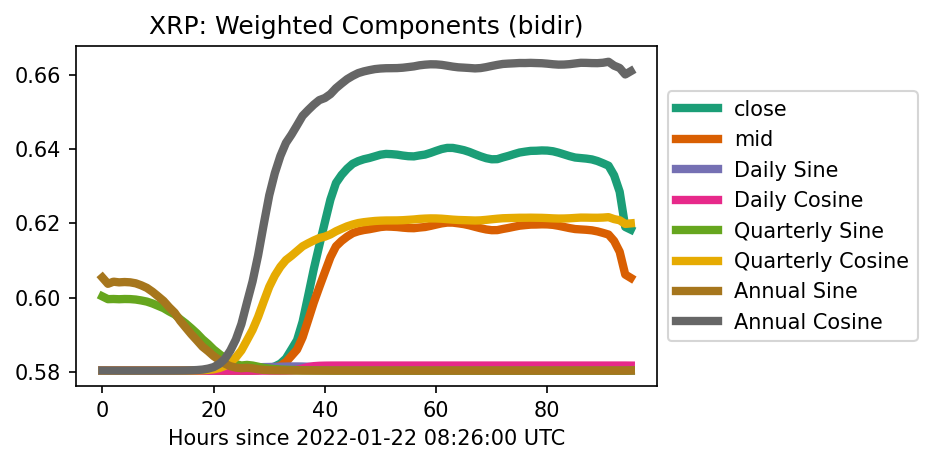 XRP: Weighted Components (bidir)
0.66
0.64
0.62
0.60
0.58
0
20
40
60
80
Hours since 2022-01-22 08:26:00 UTC
close
mid
Daily Sine
Daily Cosine
Quarterly Sine
Quarterly Cosine
Annual Sine
Annual Cosine